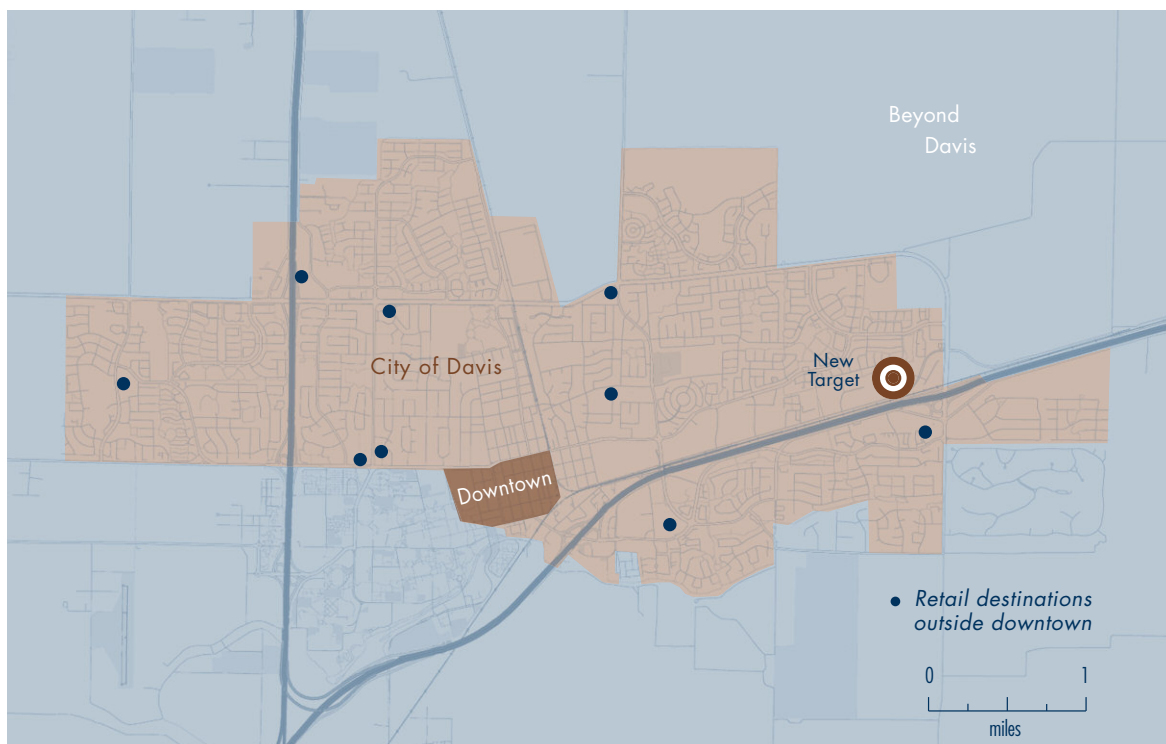 Beyond
Davis
City of Davis
New
Target
Downtown
Retail destinations
outside downtown
0 1
miles